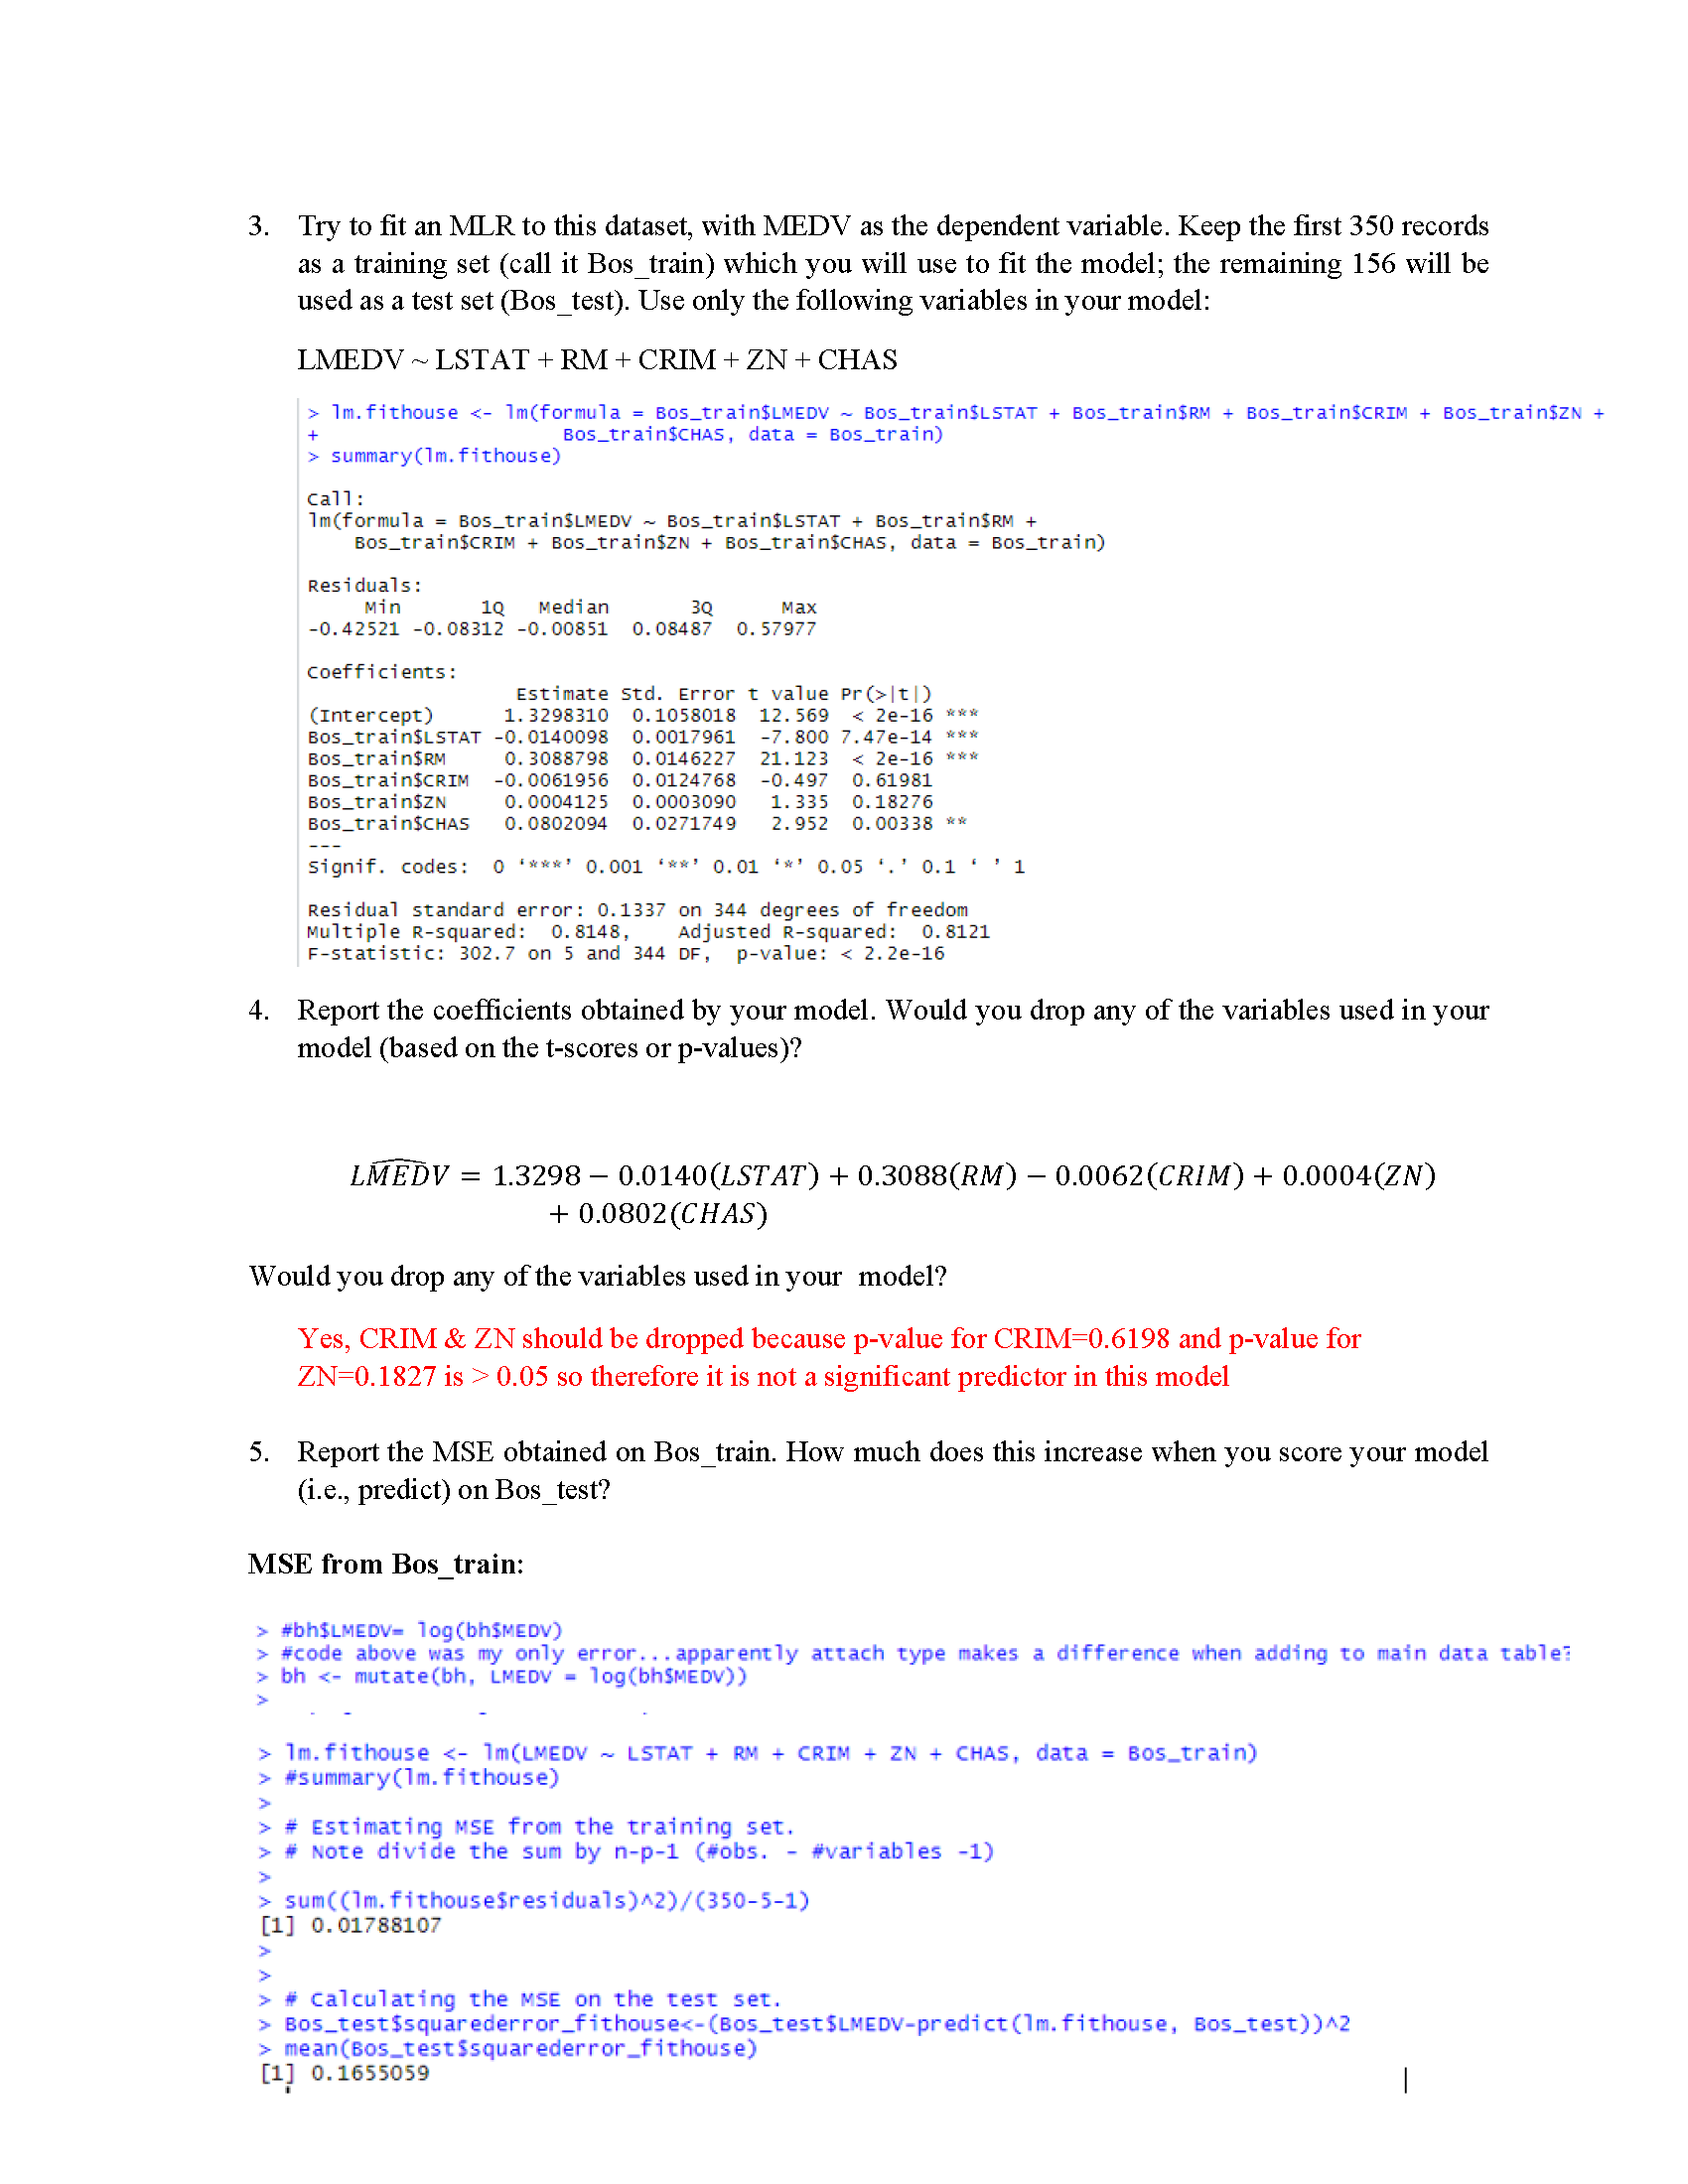 3. Try to fit an MLR to this dataset, with MEDV as the dependent variable. Keep the first 350 records
as a training set (call it Bos_train) which you will use to fit the model; the remaining 156 will be
used as a test set (Bos_test). Use only the following variables in your model:
LMEDV ~ LSTAT + RM + CRIM + ZN + CHAS
> lm.fithouse <- lm(formula = Bos_train$LMEDV ~ Bos_train$LSTAT + Bos_train$RM + Bos_train$CRIM + Bos_train$ZN +
+                     Bos_train$CHAS, data = Bos_train)
> summary(lm.fithouse)
Call:
lm(formula = Bos_train$LMEDV ~ Bos_train$LSTAT + Bos_train$RM +
    Bos_train$CRIM + Bos_train$ZN + Bos_train$CHAS, data = Bos_train)
Residuals:
     Min       1Q   Median       3Q      Max
-0.42521 -0.08312 -0.00851  0.08487  0.57977
Coefficients:
                  Estimate Std. Error t value Pr(>|t|)
(Intercept)      1.3298310  0.1058018  12.569  < 2e-16 ***
Bos_train$LSTAT -0.0140098  0.0017961  -7.800 7.47e-14 ***
Bos_train$RM     0.3088798  0.0146227  21.123  < 2e-16 ***
Bos_train$CRIM  -0.0061956  0.0124768  -0.497  0.61981
Bos_train$ZN     0.0004125  0.0003090   1.335  0.18276
Bos_train$CHAS   0.0802094  0.0271749   2.952  0.00338 **
---
Signif. codes:  0 ‘***’ 0.001 ‘**’ 0.01 ‘*’ 0.05 ‘.’ 0.1 ‘ ’ 1
Residual standard error: 0.1337 on 344 degrees of freedom
Multiple R-squared:  0.8148,    Adjusted R-squared:  0.8121
F-statistic: 302.7 on 5 and 344 DF,  p-value: < 2.2e-16
4. Report the coefficients obtained by your model. Would you drop any of the variables used in your
model (based on the t-scores or p-values)?
LMEDV̂ = 1.3298 − 0.0140(LSTAT) + 0.3088(RM) − 0.0062(CRIM) + 0.0004(ZN)
+ 0.0802(CHAS)
Would you drop any of the variables used in your  model?
Yes, CRIM & ZN should be dropped because p-value for CRIM=0.6198 and p-value for
ZN=0.1827 is > 0.05 so therefore it is not a significant predictor in this model
5. Report the MSE obtained on Bos_train. How much does this increase when you score your model
(i.e., predict) on Bos_test?
MSE from Bos_train:
> #bh$LMEDV= log(bh$MEDV)
> #code above was my only error...apparently attach type makes a difference when adding to main data table?
> bh <- mutate(bh, LMEDV = log(bh$MEDV))
>
> lm.fithouse <- lm(LMEDV ~ LSTAT + RM + CRIM + ZN + CHAS, data = Bos_train)
> #summary(lm.fithouse)
>
> # Estimating MSE from the training set.
> # Note divide the sum by n-p-1 (#obs. - #variables -1)
>
> sum((lm.fithouse$residuals)^2)/(350-5-1)
[1] 0.01788107
>
>
> # Calculating the MSE on the test set.
> Bos_test$squarederror_fithouse<-(Bos_test$LMEDV-predict(lm.fithouse, Bos_test))^2
> mean(Bos_test$squarederror_fithouse)
[1] 0.1655059